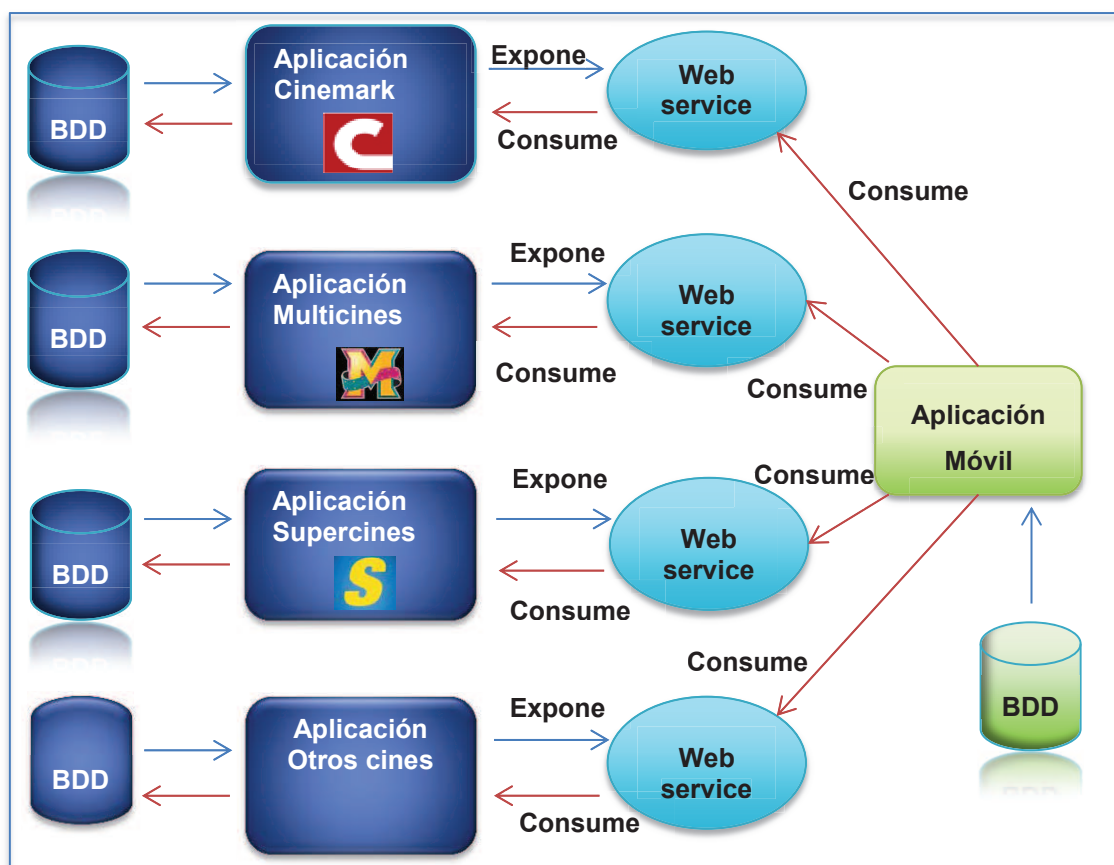 Aplicación
Cinemark
Expone
Web
service
BDD
C
Consume
Consume
Aplicación
Multicines
Expone
Web
service
BDD
M
Consume
Consume
Aplicación
Móvil
Aplicación
Supercines
Expone
Consume
Web
service
BDD
S
Consume
Consume
BDD
Aplicación
Otros cines
Expone
Web
service
BDD
Consume